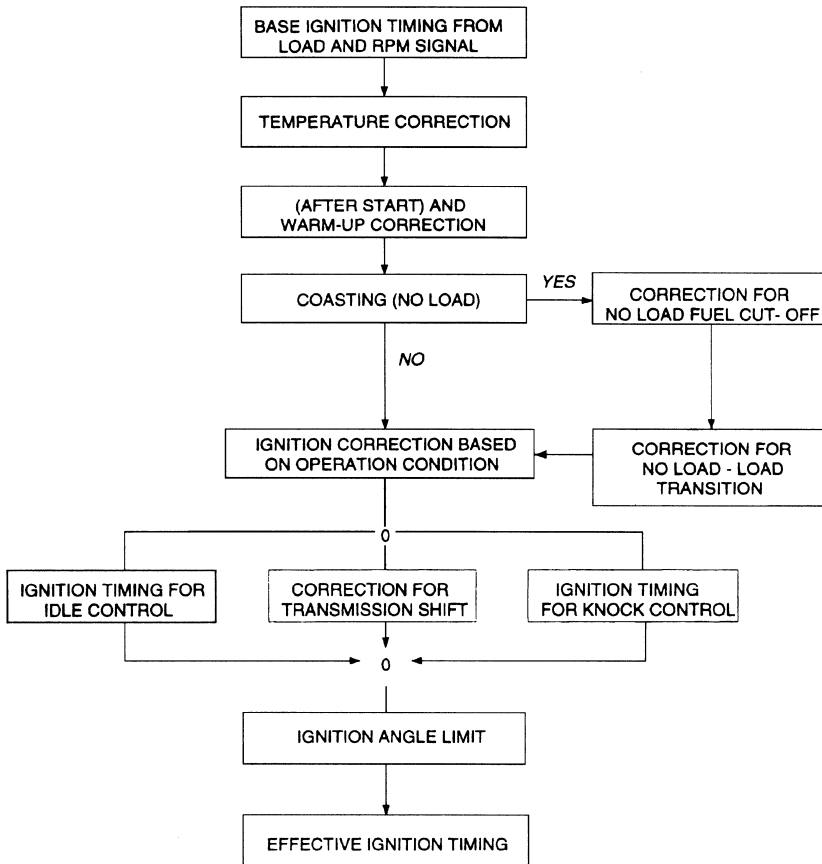 BASE IGNITION TIMING FROM
LOAD AND RPM SIGNAL
TEMPERATURE CORRECTION
(AFTER START) AND
WARM-UP CORRECTION
COASTING (NO LOAD)
YES
CORRECTION FOR
NO LOAD FUEL CUT- OFF
NO
IGNITION CORRECTION BASED
ON OPERATION CONDITION
CORRECTION FOR
NO LOAD - LOAD
TRANSITION
0
IGNITION TIMING FOR
IDLE CONTROL
CORRECTION FOR
TRANSMISSION SHIFT
IGNITION TIMING
FOR KNOCK CONTROL
0
IGNITION ANGLE LIMIT
EFFECTIVE IGNITION TIMING